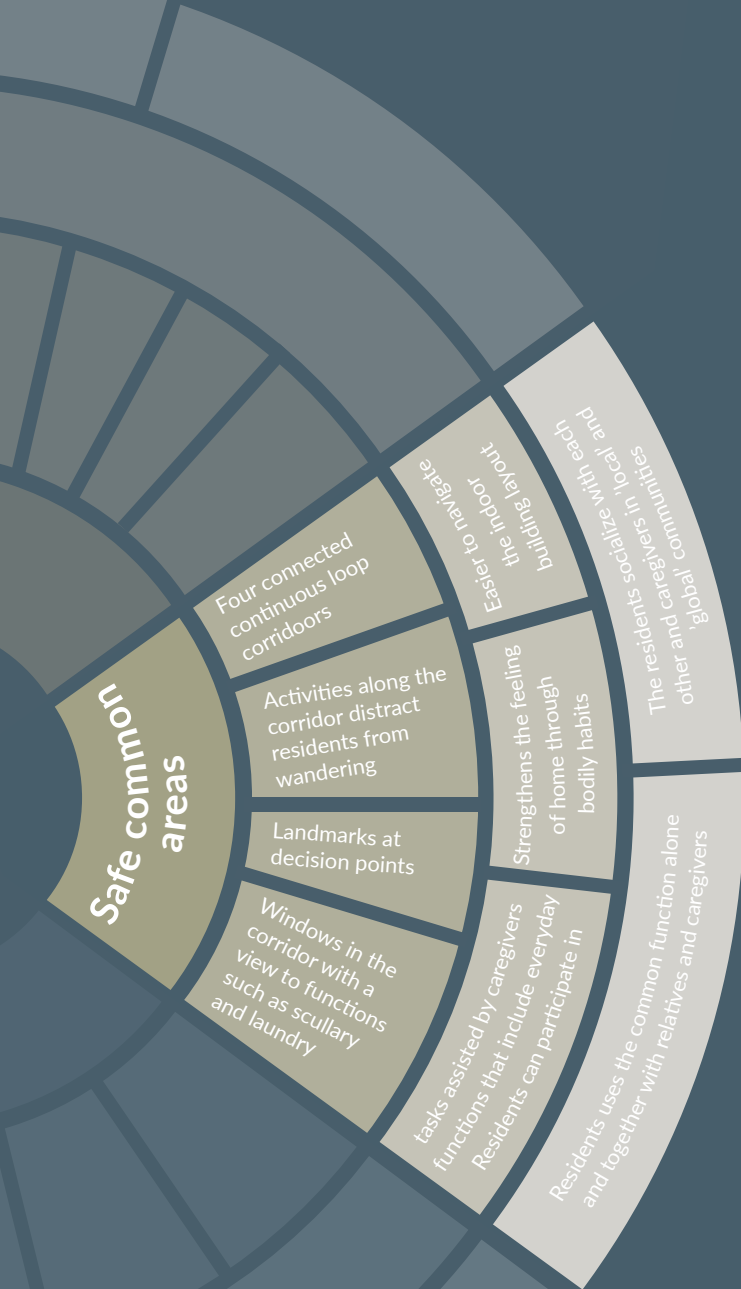 Safe common
areas
Four connected
continuous loop
corridoors
Activities along the
corridor distract
residents from
wandering
Landmarks at
decision points
Windows in the
corridor with a
view to functions
such as scullary
and laundry
Easier to navigate
the indoor
building layout
Strengthens the feeling
of home through
bodily habits
tasks assisted by caregivers
functions that include everyday
Residents can participate in
The residents socialize with each
other and caregivers in 'local' and
'global' communities
Residents uses the common function alone
and together with relatives and caregivers